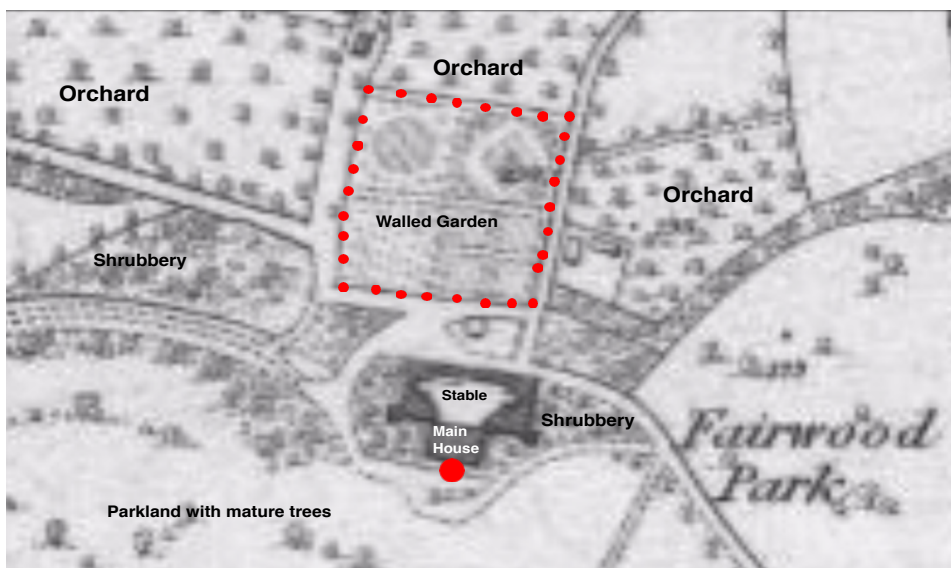 Orchard
Orchard
Orchard
Walled Garden
Shrubbery
Stable
Shrubbery
Main
House
Fairwood
Park
Parkland with mature trees